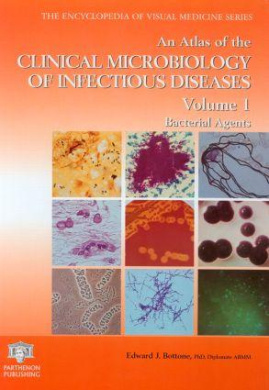 THE ENCYCLOPEDIA OF VISUAL MEDICINE SERIES
An Atlas of the
CLINICAL MICROBIOLOGY
OF INFECTIOUS DISEASES
Volume 1
Bacterial Agents
Edward J. Bottone, PhD, Diplomate ABMM
PARTHENON
PUBLISHING